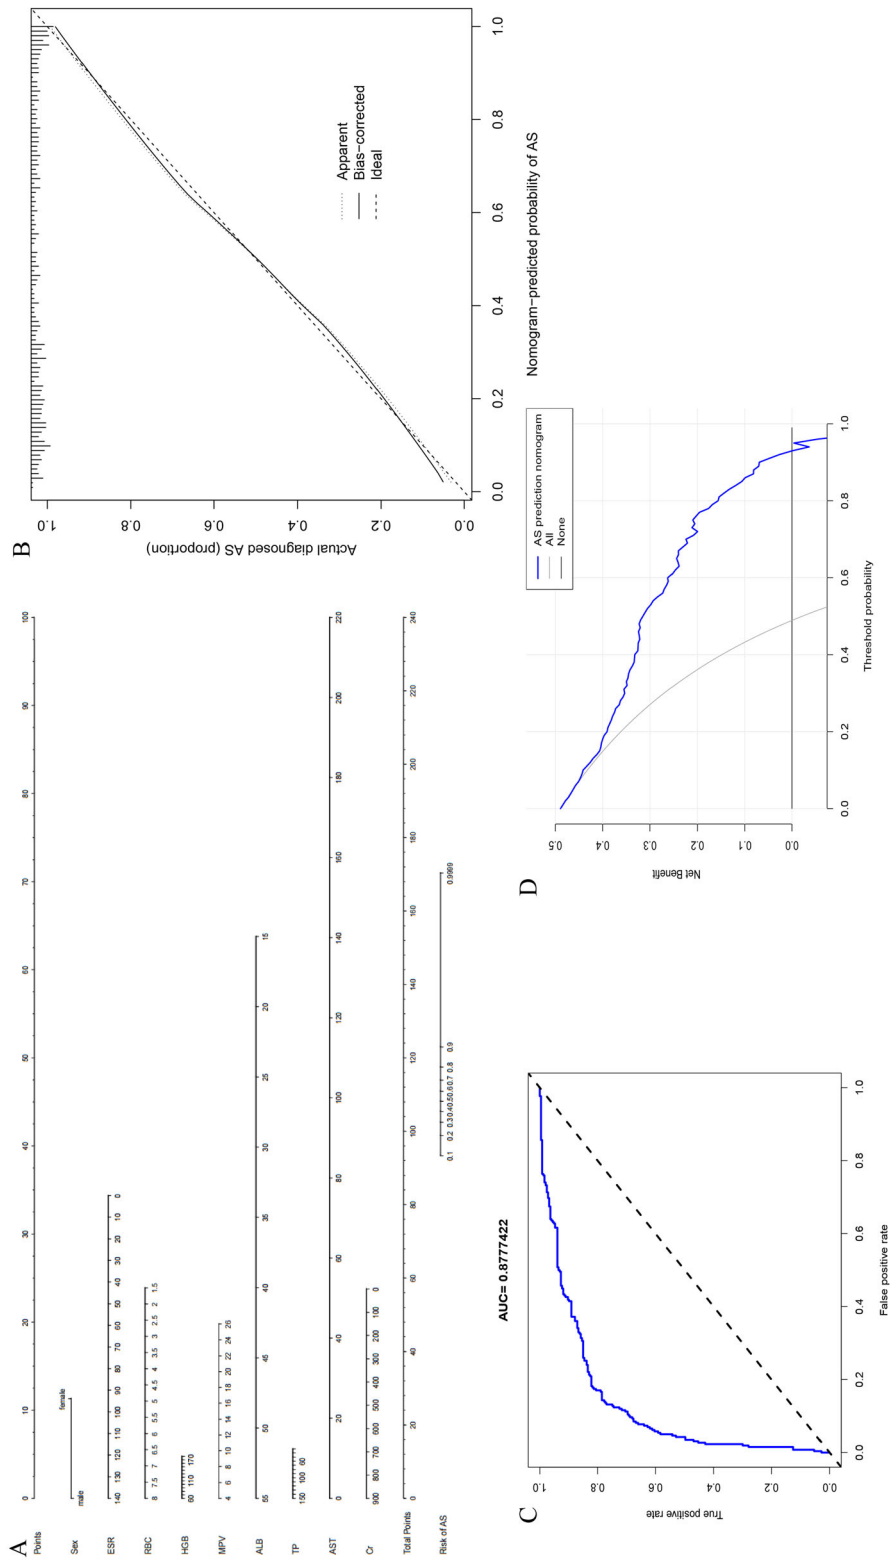 A
Points
0 10 20 30 40 50 60 70 80 90 100
Sex
male female
ESR
140 130 120 110 100 90 80 70 60 50 40 30 20 10 0
RBC
8 7.5 7 6.5 6 5.5 5 4.5 4 3.5 3 2.5 2 1.5
HGB
60 110 170
MPV
4 6 8 10 12 14 16 18 20 22 24 26
ALB
55 50 45 40 35 30 25 20 15
TP
150 100 60
AST
0 20 40 60 80 100 120 140 160 180 200 220
Cr
900 800 700 600 500 400 300 200 100 0
Total Points
0 20 40 60 80 100 120 140 160 180 200 220 240
Risk of AS
0.1 0.2 0.3 0.4 0.5 0.6 0.7 0.8 0.9 0.9999
B
Actual diagnosed AS (proportion)
1.0
0.8
0.6
0.4
0.2
0.0
Apparent
Bias-corrected
Ideal
0.0 0.2 0.4 0.6 0.8 1.0
Nomogram-predicted probability of AS
C
AUC= 0.8777422
True positive rate
1.0
0.8
0.6
0.4
0.2
0.0
0.0 0.2 0.4 0.6 0.8 1.0
False positive rate
D
Net Benefit
0.5
0.4
0.3
0.2
0.1
0.0
AS prediction nomogram
All
None
0.0 0.2 0.4 0.6 0.8 1.0
Threshold probability